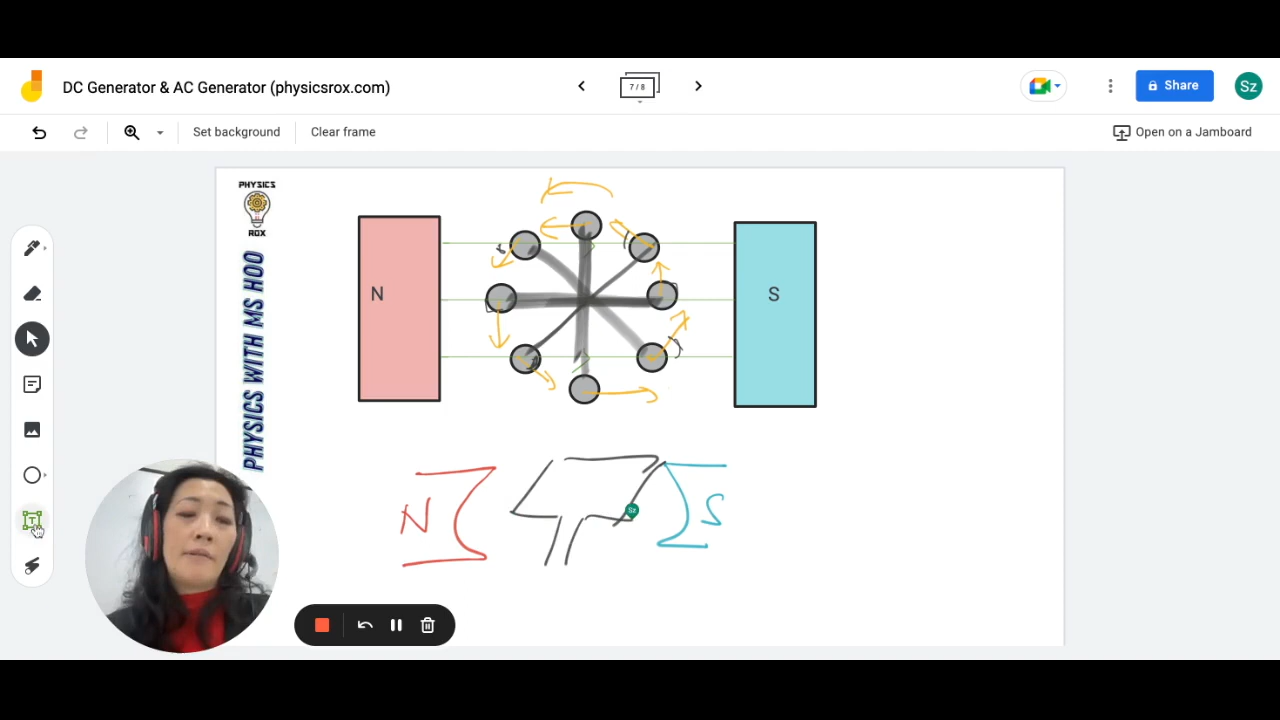 DC Generator & AC Generator (physicsrox.com)
7 / 8
Share
Sz
Set background
Clear frame
Open on a Jamboard
PHYSICS
ROX
PHYSICS WITH MS HOO
N
S
N
S
Sz
T